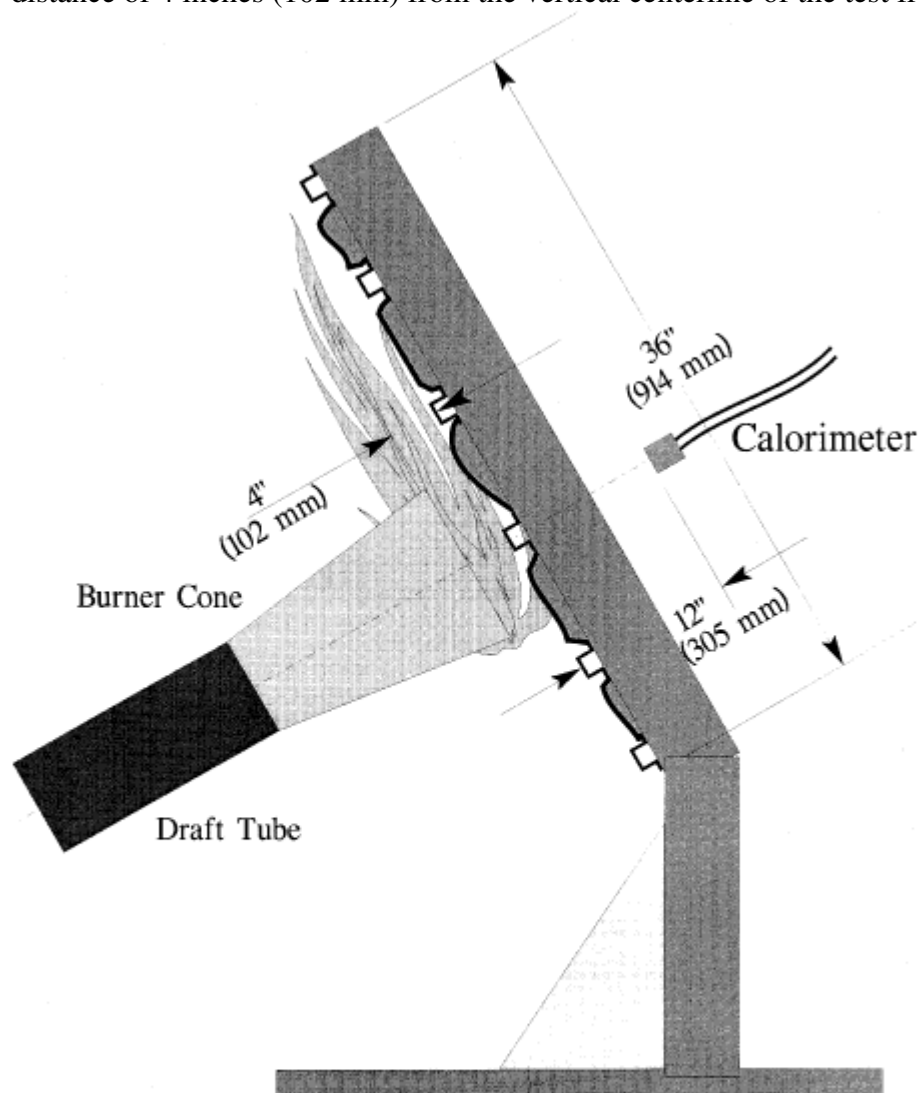 distance of 4 inches (102 mm) from the vertical centerline of the test
36"
(914 mm)
Calorimeter
4"
(102 mm)
Burner Cone
12"
(305 mm)
Draft Tube